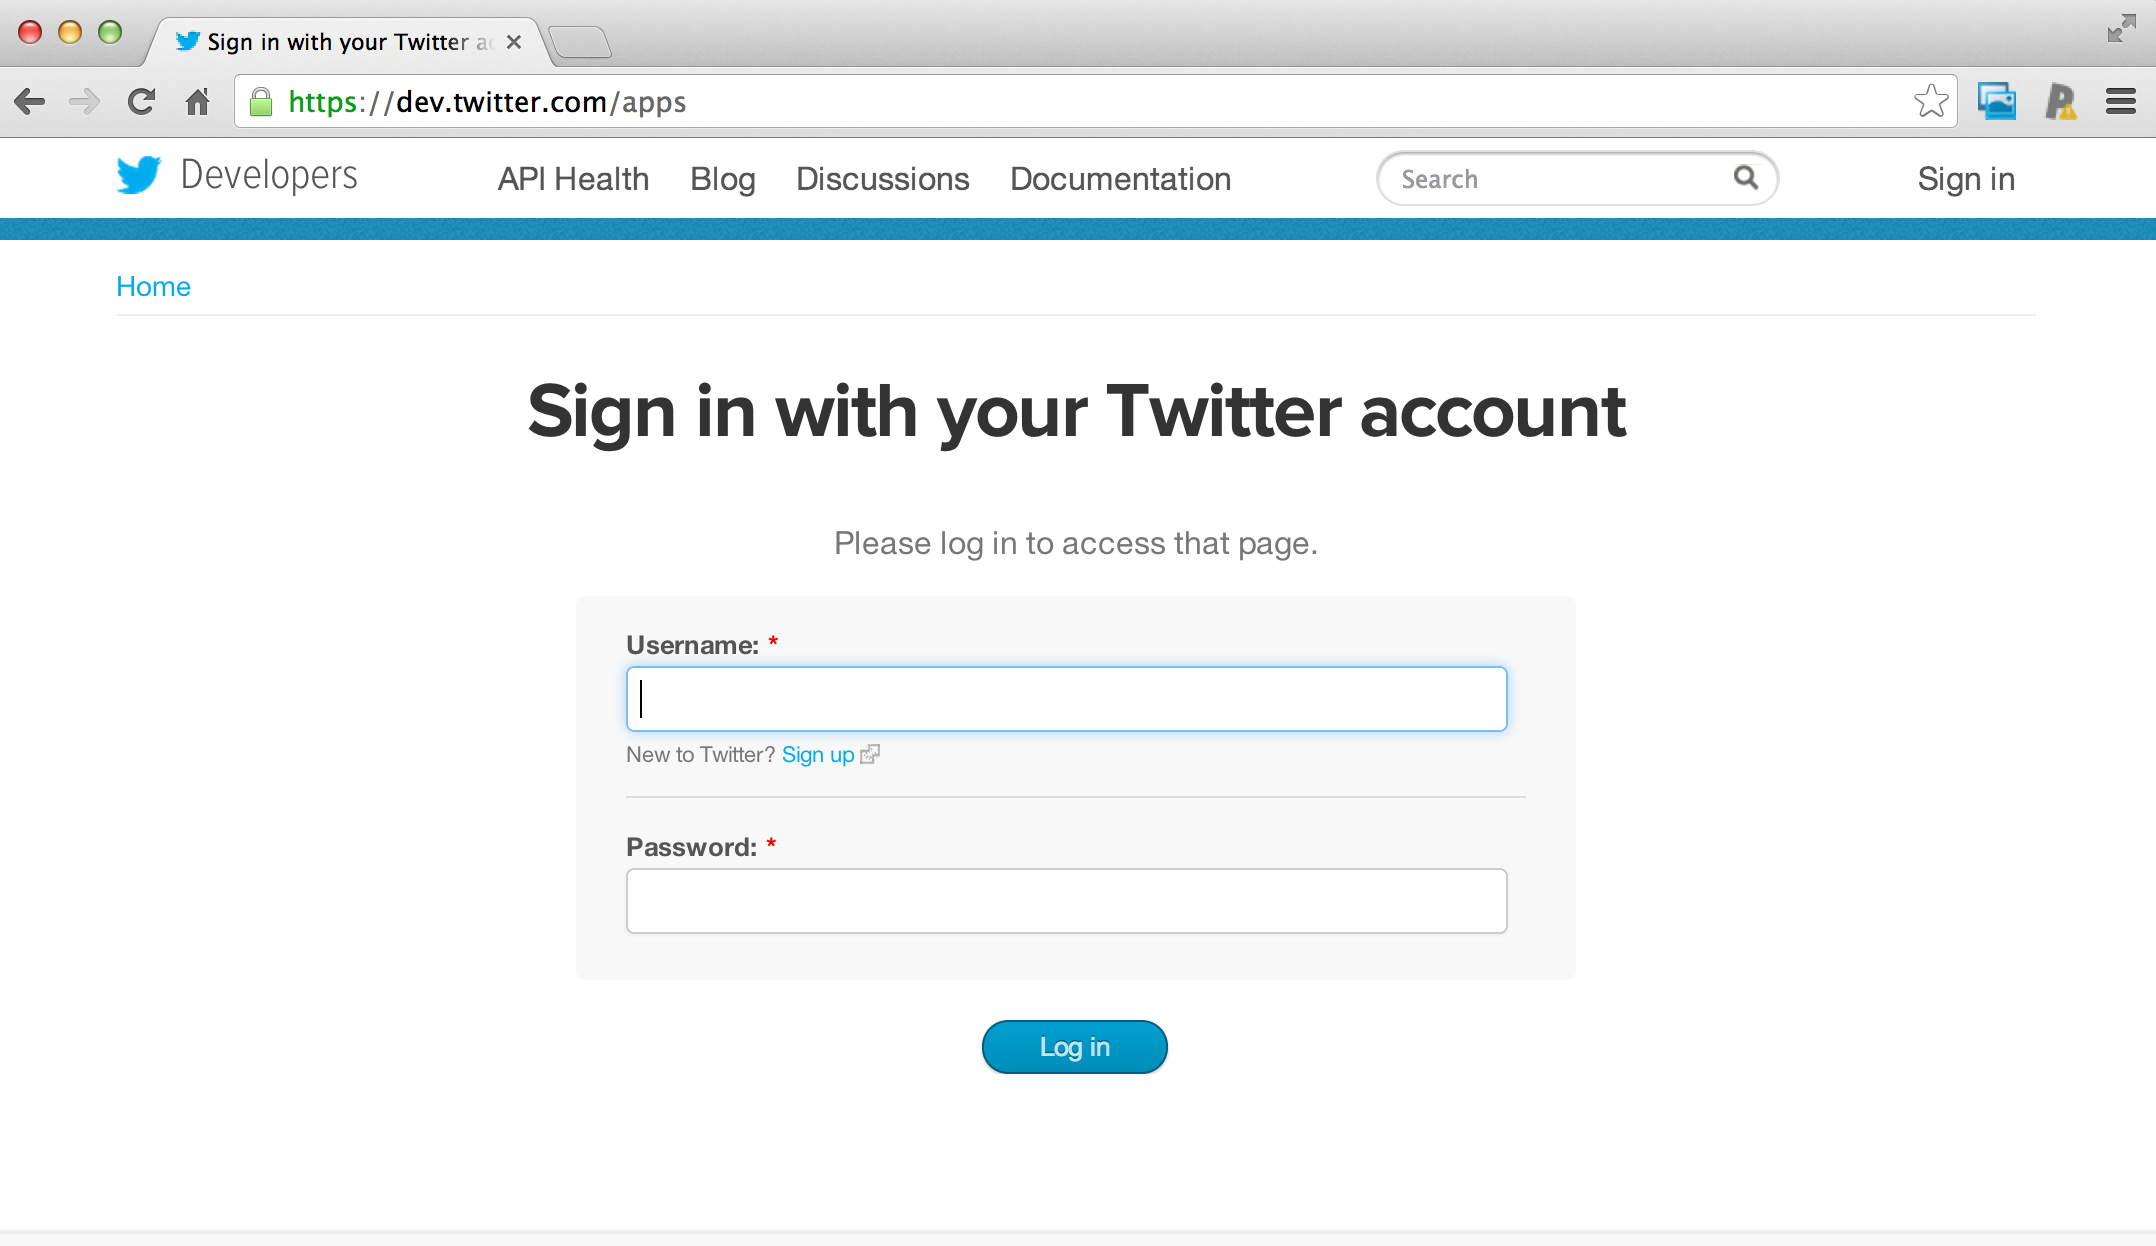 Sign in with your Twitter a
https://dev.twitter.com/apps
Developers API Health Blog Discussions Documentation Search Sign in
Home
Sign in with your Twitter account
Please log in to access that page.
Username: *
New to Twitter? Sign up
Password: *
Log in